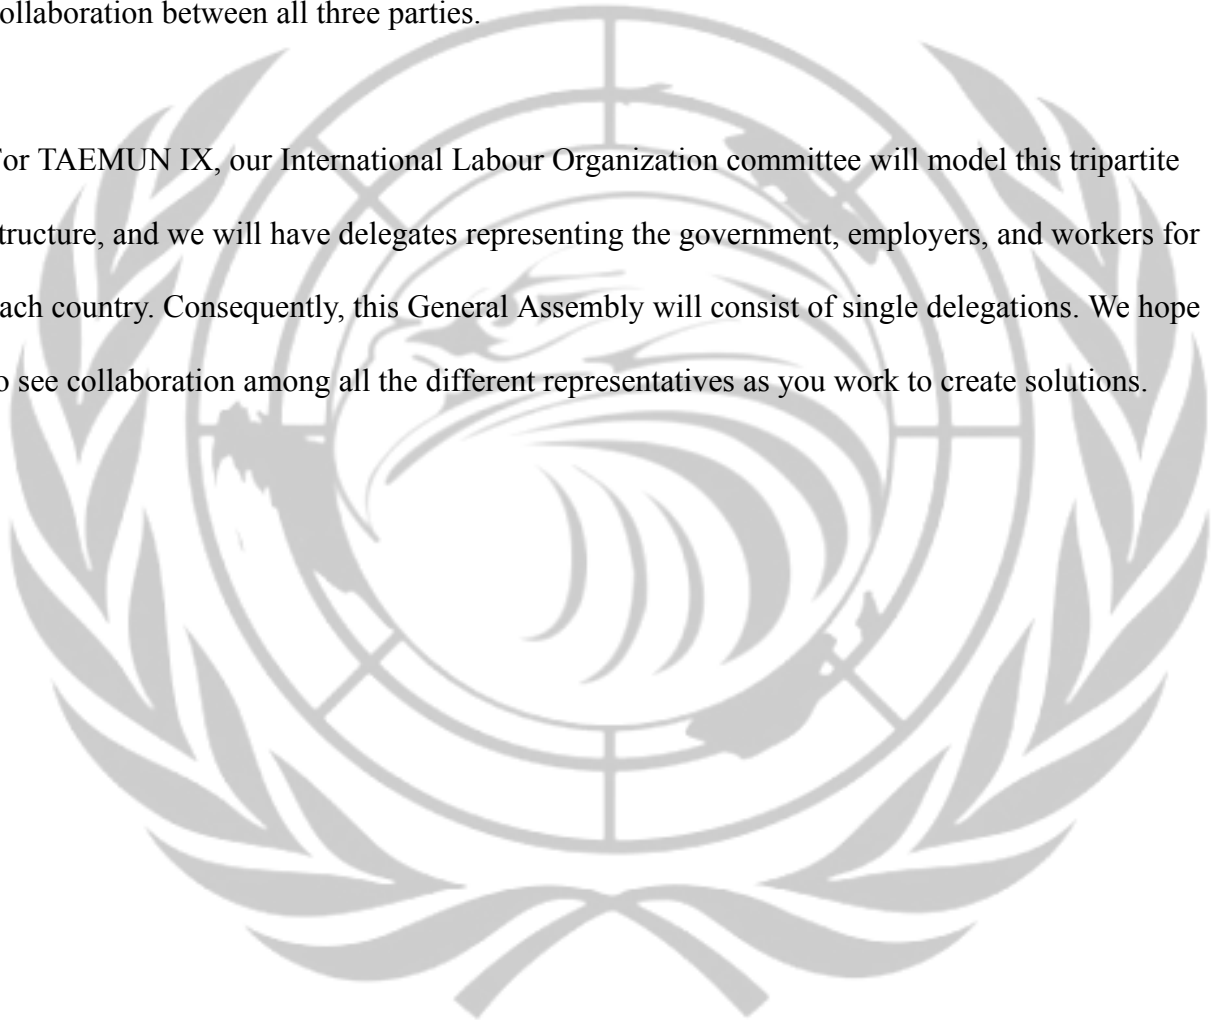 ollaboration between all three parties.
or TAEMUN IX, our International Labour Organization committee will model this tripartite
tructure, and we will have delegates representing the government, employers, and workers for
ach country. Consequently, this General Assembly will consist of single delegations. We hope
o see collaboration among all the different representatives as you work to create solutions.